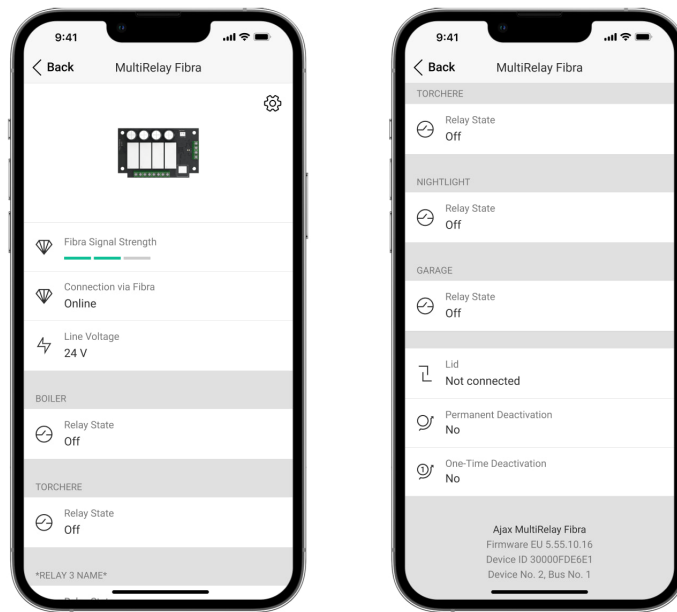 9:41
Back
MultiRelay Fibra
Fibra Signal Strength
Connection via Fibra
Online
Line Voltage
24 V
BOILER
Relay State
Off
TORCHERE
Relay State
Off
*RELAY 3 NAME*
9:41
Back
MultiRelay Fibra
TORCHERE
Relay State
Off
NIGHTLIGHT
Relay State
Off
GARAGE
Relay State
Off
Lid
Not connected
Permanent Deactivation
No
1
One-Time Deactivation
No
Ajax MultiRelay Fibra
Firmware EU 5.55.10.16
Device ID 30000FDE6E1
Device No. 2, Bus No. 1